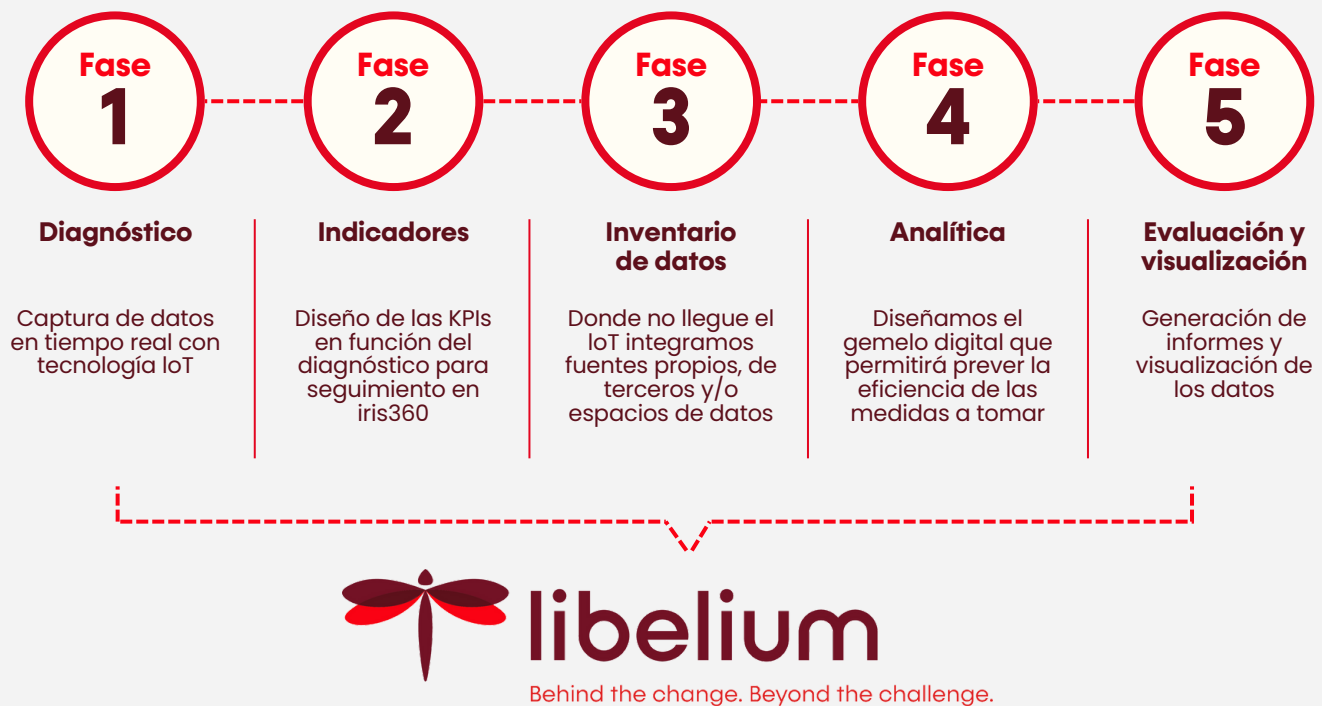 Fase
1
Fase
2
Fase
3
Fase
4
Fase
5
Diagnóstico
Captura de datos
en tiempo real con
tecnología IoT
Indicadores
Diseño de las KPIs
en función del
diagnóstico para
seguimiento en
iris360
Inventario
de datos
Donde no llegue el
IoT integramos
fuentes propios, de
terceros y/o
espacios de datos
Analítica
Diseñamos el
gemelo digital que
permitirá prever la
eficiencia de las
medidas a tomar
Evaluación y
visualización
Generación de
informes y
visualización de
los datos
libelium
Behind the change. Beyond the challenge.